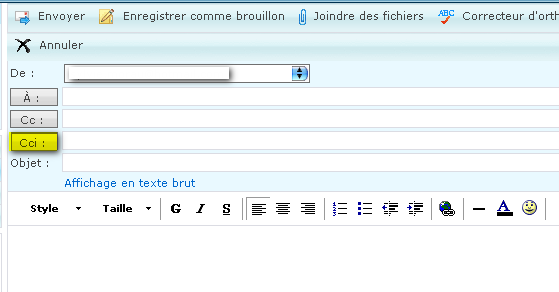 Envoyer Enregistrer comme brouillon Joindre des fichiers ABC Correcteur d'orth
Annuler
De :
À :
Cc :
Cci :
Objet :
Affichage en texte brut
Style Taille G I S A